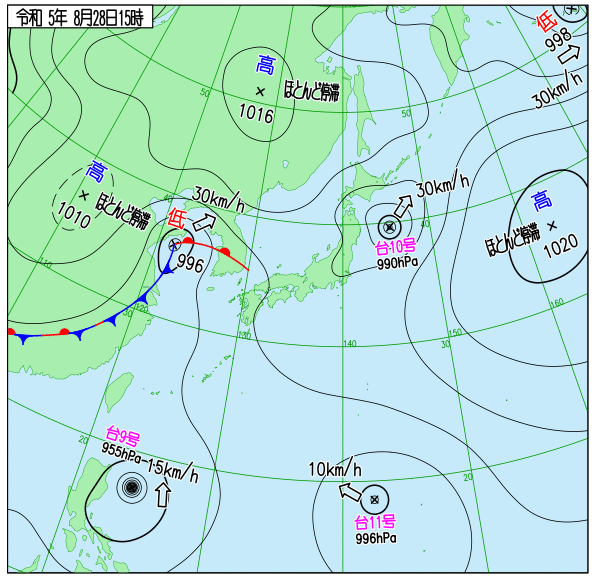 令和 5年 8月28日15時
低
998
30km/h
高
ほとんど停滞
1016
50
50
高
ほとんど停滞
1010
30km/h
低
996
40
30km/h
台10号
990hPa
40
高
ほとんど停滞
1020
110
120
30
130
140
30
150
160
20
台9号
955hPa
15km/h
20
10km/h
台11号
996hPa